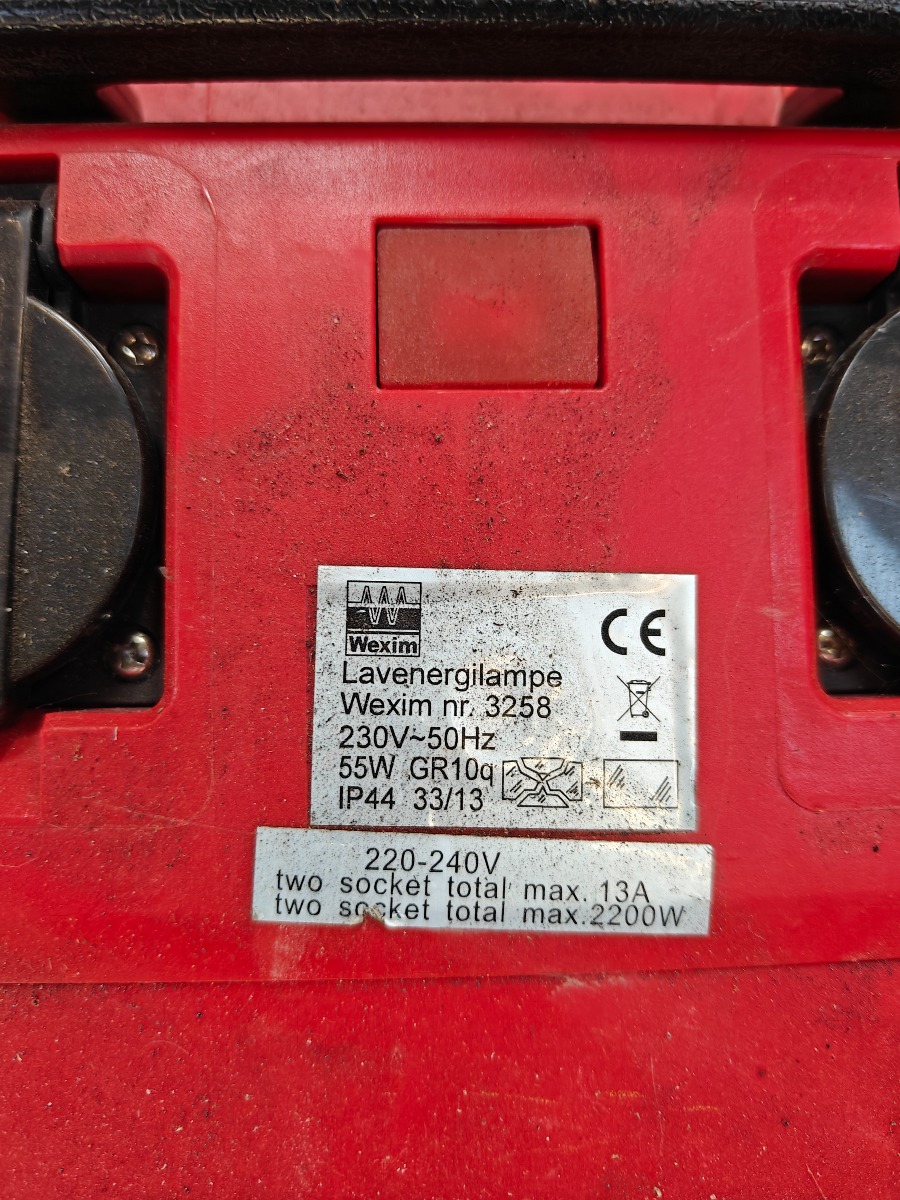 Wexim
CE
Lavenergilampe
Wexim nr. 3258
230V~50Hz
55W GR10q
IP44 33/13
220-240V
two socket total max. 13A
two socket total max.2200W